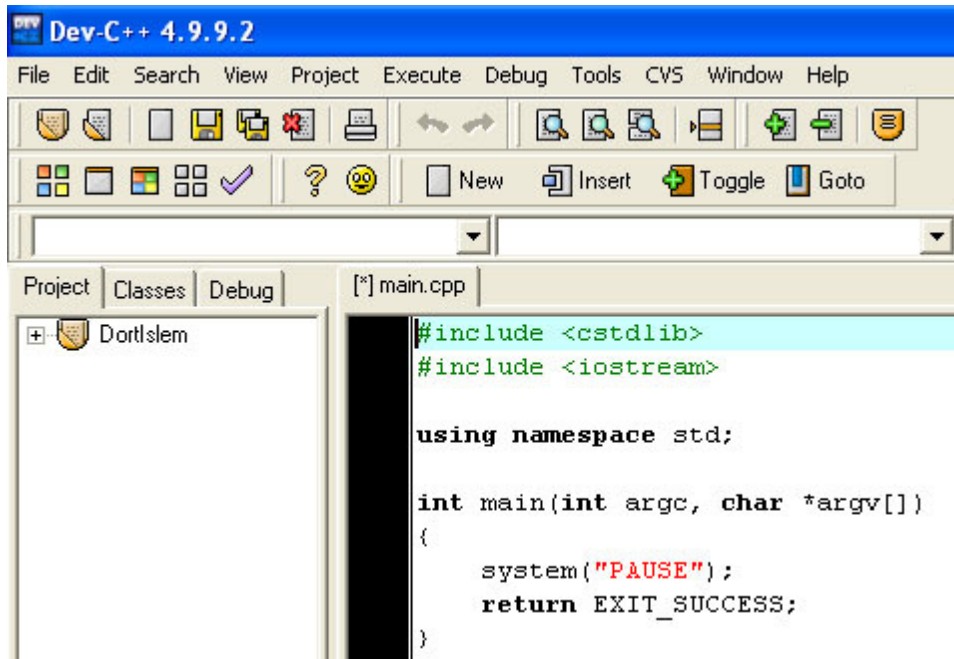 Dev-C++ 4.9.9.2
File Edit Search View Project Execute Debug Tools CVS Window Help
New Insert Toggle Goto
Project Classes Debug [*] main.cpp
DortIslem
#include <cstdlib>
#include <iostream>
using namespace std;
int main(int argc, char *argv[])
{
system("PAUSE");
return EXIT_SUCCESS;
}